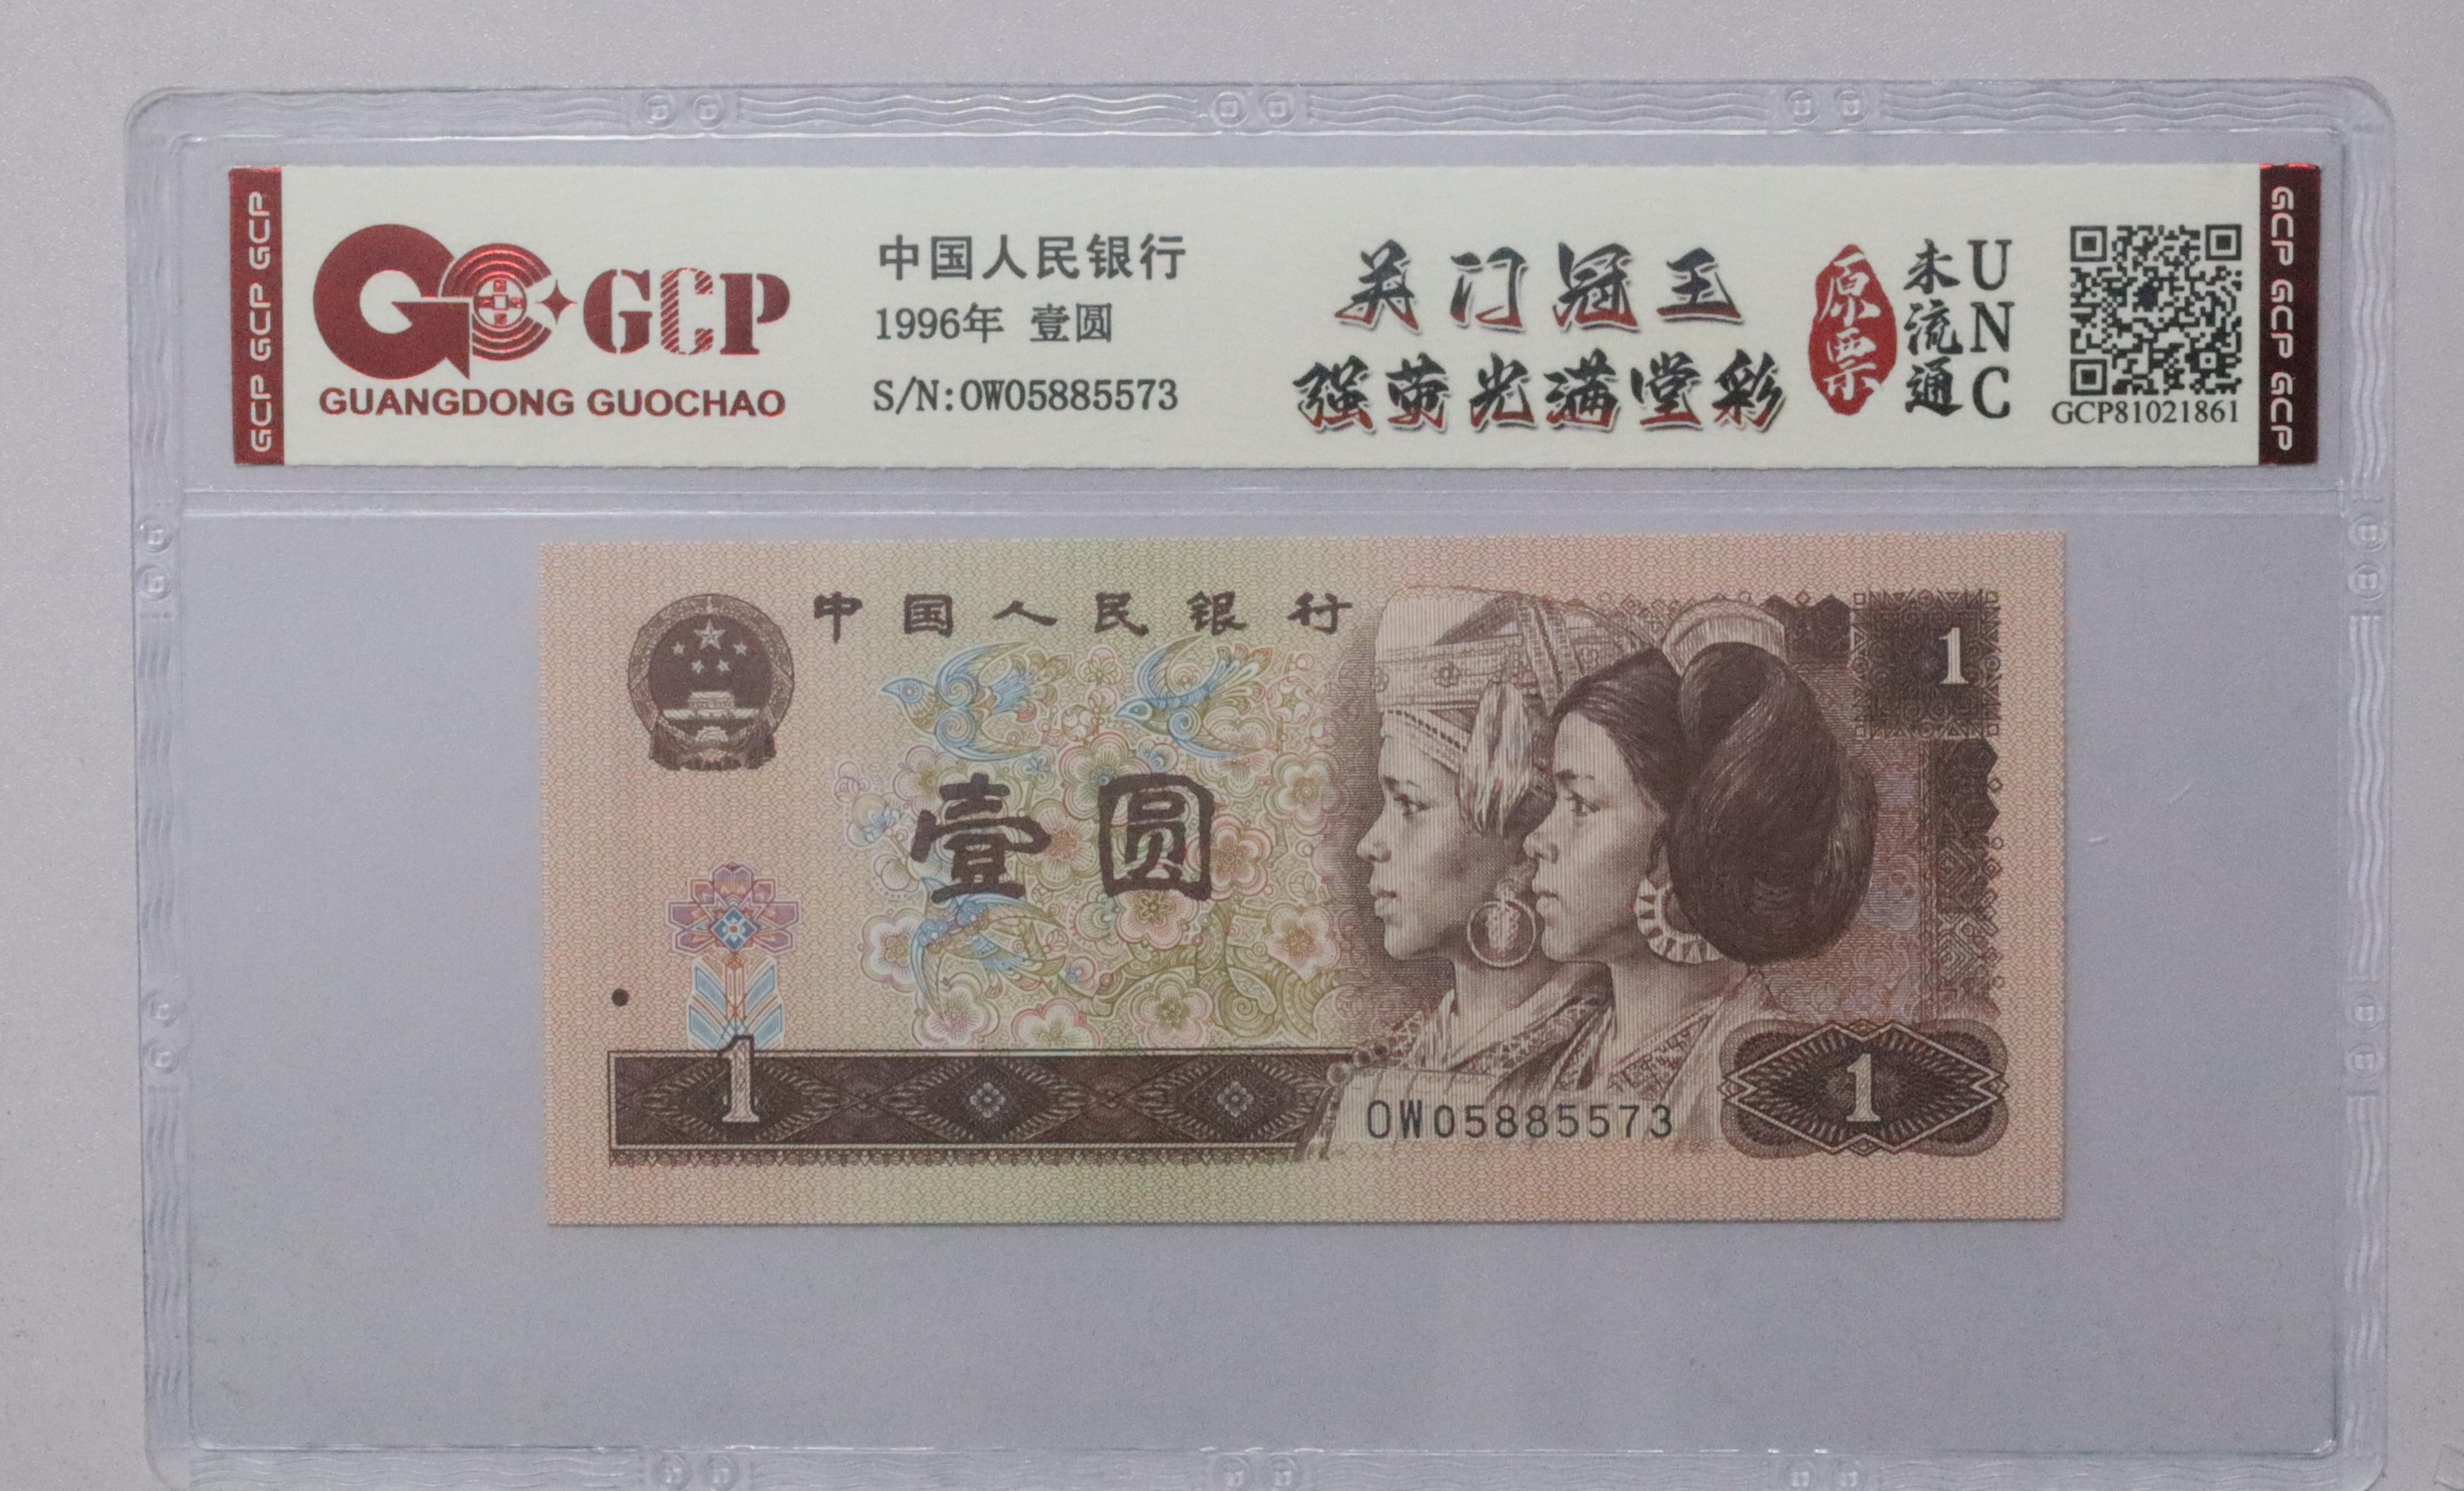 GCP GCP GCP
GCP
GUANGDONG GUOCHAO
中国人民银行
1996年 壹圆
S/N:OW05885573
关门冠王
强荧光满堂彩
原票
未流通
UNC
GCP81021861
GCP GCP GCP
中国人民银行
1
壹圆
1
OW05885573
1